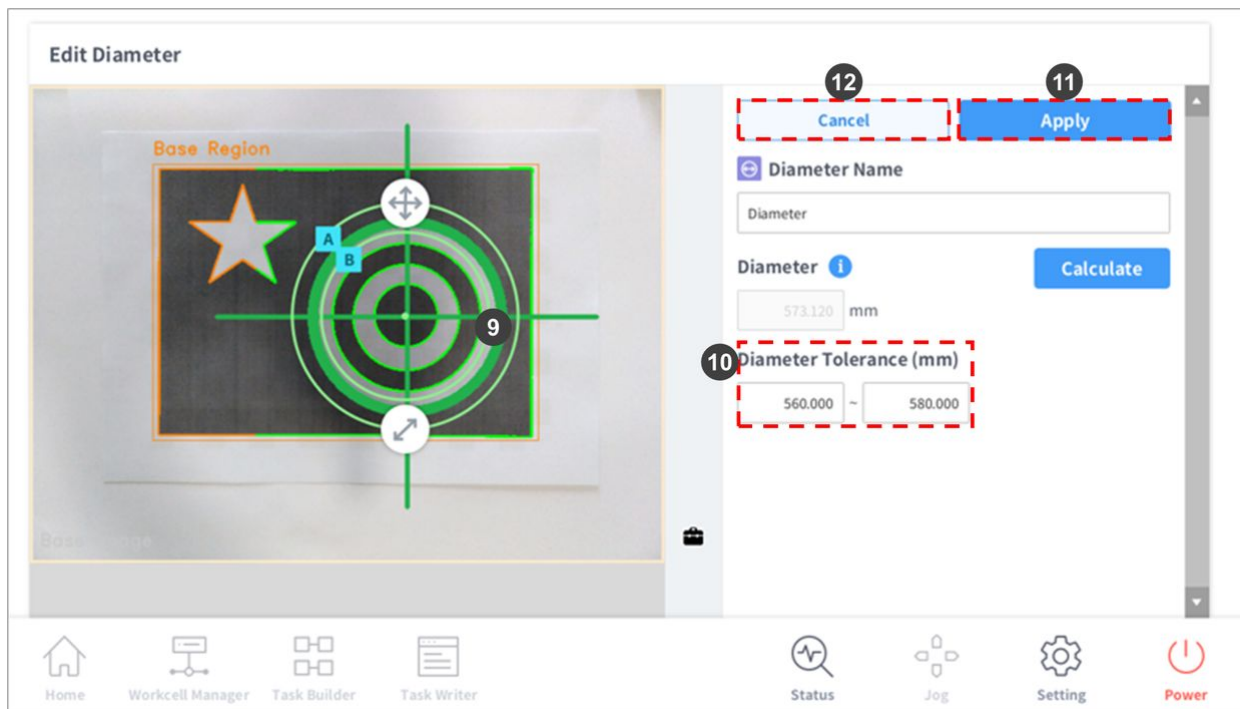 Edit Diameter
12
11
Cancel
Apply
Base Region
Diameter Name
Diameter
A
B
Diameter i
Calculate
573.120 mm
9
10
Diameter Tolerance (mm)
560.000 ~ 580.000
Home
Workcell Manager
Task Builder
Task Writer
Status
Jog
Setting
Power